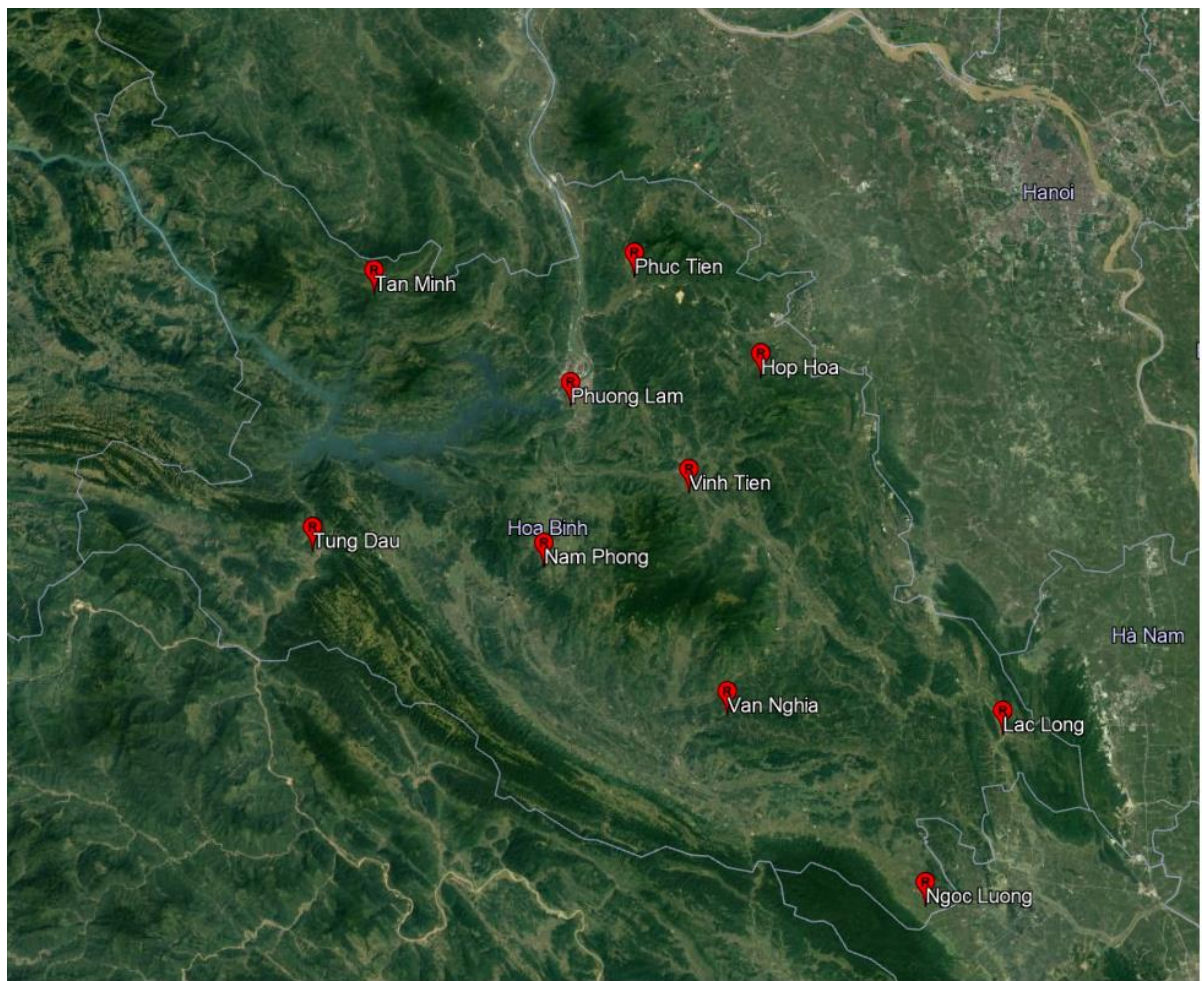 Hanoi
Phuc Tien
Tan Minh
Hop Hoa
Phuong Lam
Vinh Tien
Hoa Binh
Tung Dau
Nam Phong
Hà Nam
Van Nghia
Lac Long
Ngoc Luong